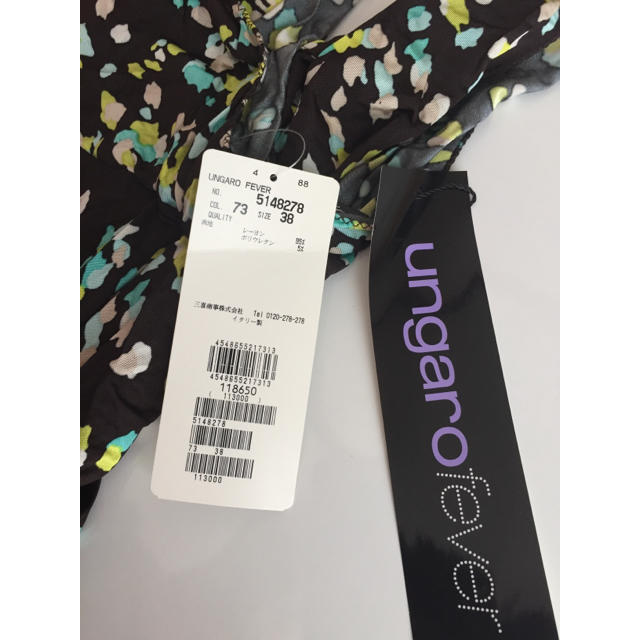 4 88
UNGARO FEVER
NO. 5148278
COL. 73 SIZE 38
QUALITY
レーヨン 95%
ポリウレタン 5%
三喜商事株式会社 Tel 0120-278-278
イタリー製
4548655217313
4548655217313
118650
( 113000 )
5148278
73 38
113000
ungaro fever